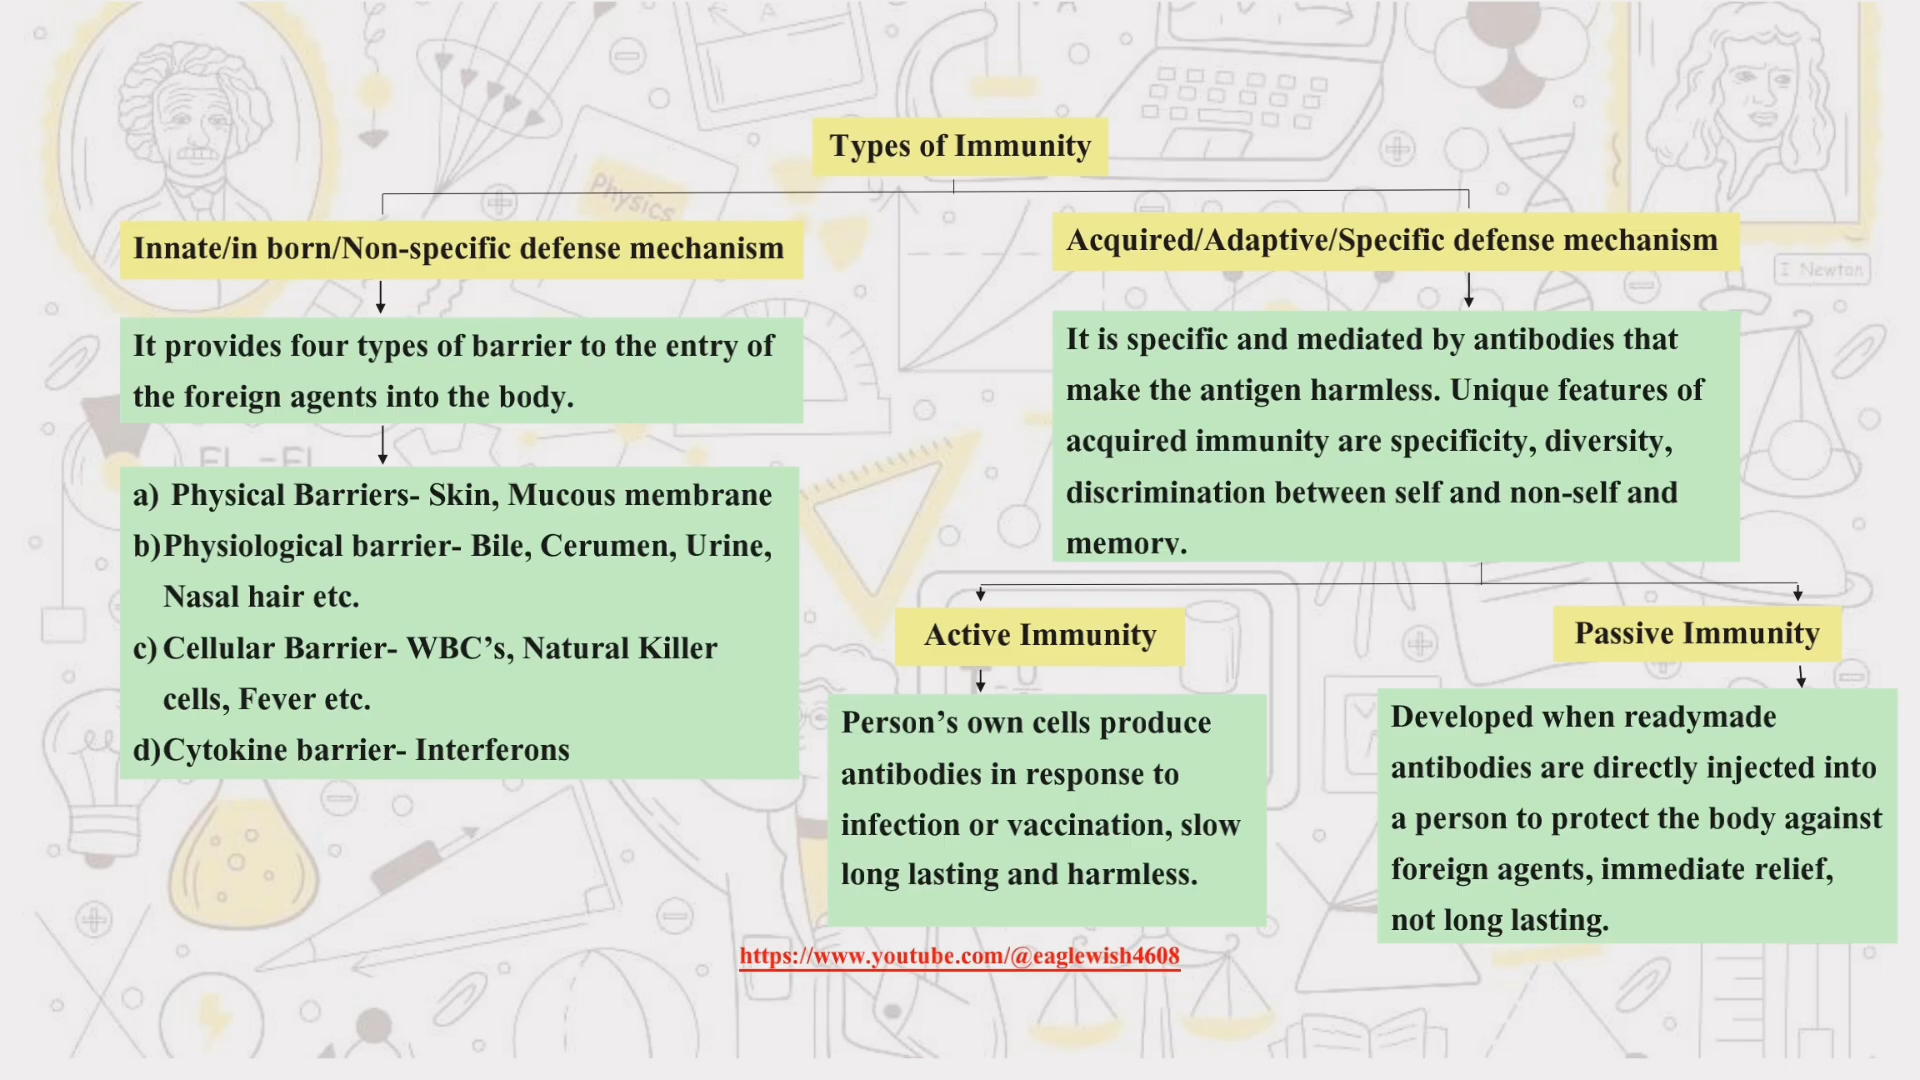 Types of Immunity
Innate/in born/Non-specific defense mechanism
It provides four types of barrier to the entry of
the foreign agents into the body.
a) Physical Barriers- Skin, Mucous membrane
b)Physiological barrier- Bile, Cerumen, Urine,
Nasal hair etc.
c) Cellular Barrier- WBC’s, Natural Killer
cells, Fever etc.
d)Cytokine barrier- Interferons
Acquired/Adaptive/Specific defense mechanism
It is specific and mediated by antibodies that
make the antigen harmless. Unique features of
acquired immunity are specificity, diversity,
discrimination between self and non-self and
memory.
Active Immunity
Person’s own cells produce
antibodies in response to
infection or vaccination, slow
long lasting and harmless.
Passive Immunity
Developed when readymade
antibodies are directly injected into
a person to protect the body against
foreign agents, immediate relief,
not long lasting.
https://www.youtube.com/@eaglewish4608
Physics
I Newton